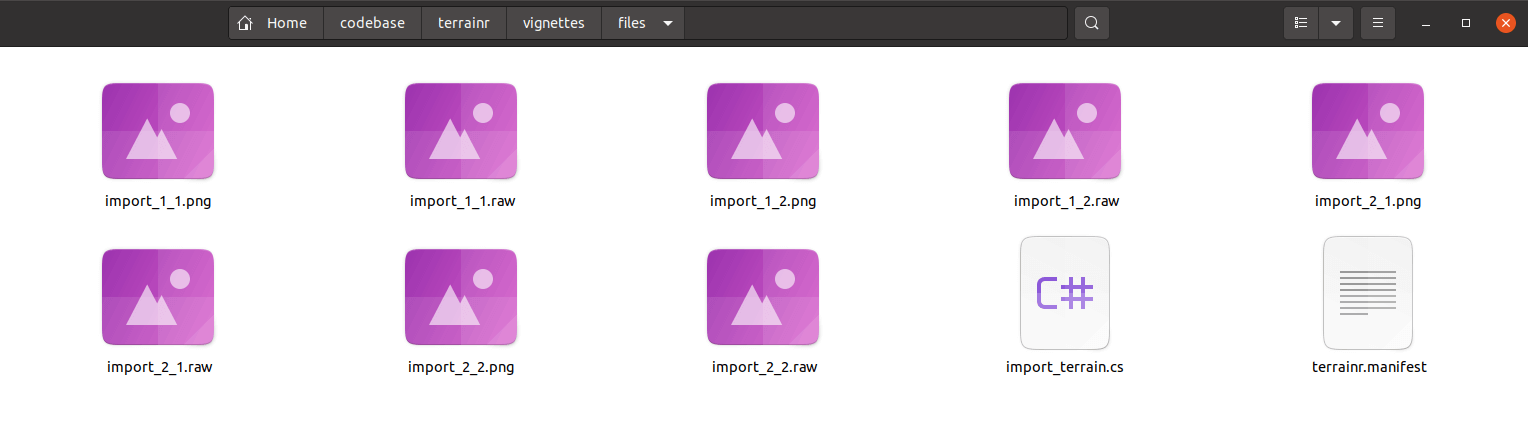 Home codebase terrainr vignettes files
import_1_1.png import_1_1.raw import_1_2.png import_1_2.raw import_2_1.png
C#
import_2_1.raw import_2_2.png import_2_2.raw import_terrain.cs terrainr.manifest